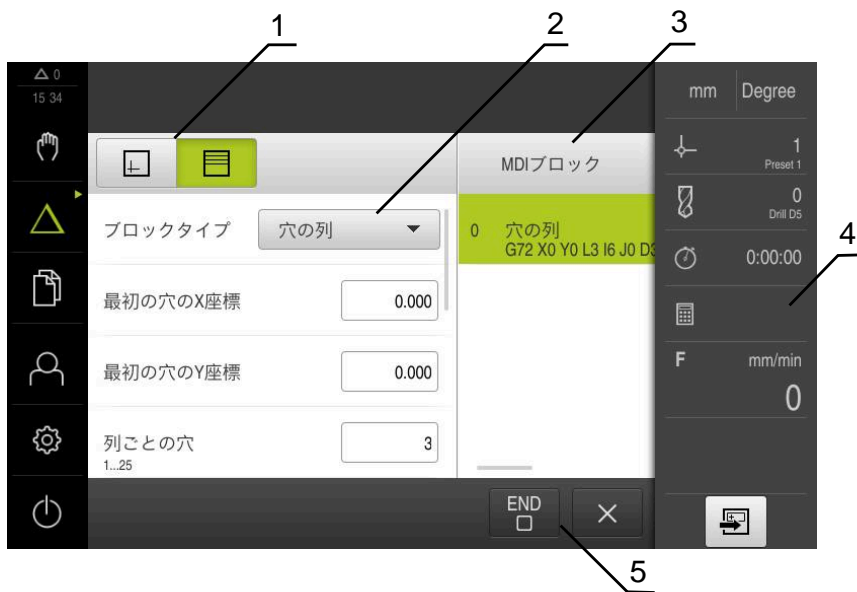 1
2
3
0
15 34
mm
Degree
MDIブロック
1
Preset 1
ブロックタイプ
穴の列
0
穴の列
G72 X0 Y0 L3 I6 J0 D3
0
Drill D5
4
0:00:00
最初の穴のX座標
0.000
最初の穴のY座標
0.000
F
mm/min
0
列ごとの穴
3
1...25
END
5